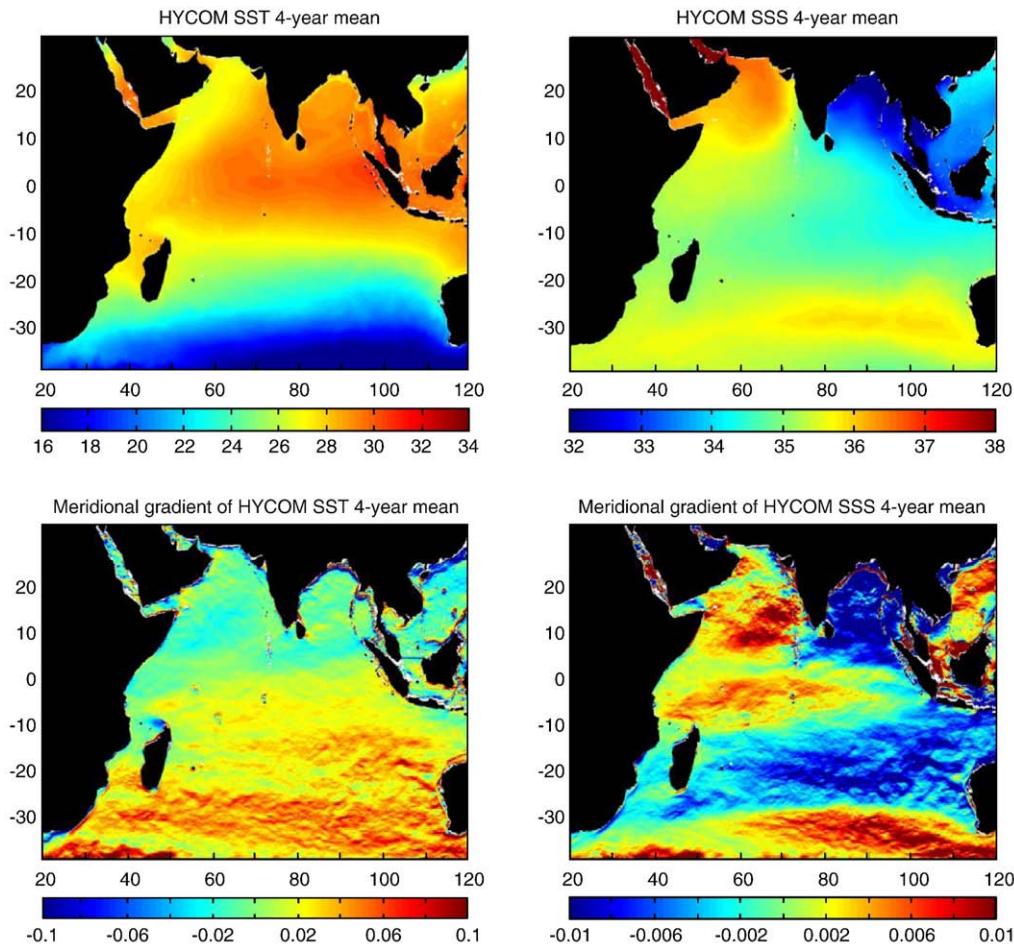 HYCOM SST 4-year mean
20
10
0
-10
-20
-30
20 40 60 80 100 120
16 18 20 22 24 26 28 30 32 34
HYCOM SSS 4-year mean
20
10
0
-10
-20
-30
20 40 60 80 100 120
32 33 34 35 36 37 38
Meridional gradient of HYCOM SST 4-year mean
20
10
0
-10
-20
-30
20 40 60 80 100 120
-0.1 -0.06 -0.02 0.02 0.06 0.1
Meridional gradient of HYCOM SSS 4-year mean
20
10
0
-10
-20
-30
20 40 60 80 100 120
-0.01 -0.006 -0.002 0.002 0.006 0.01